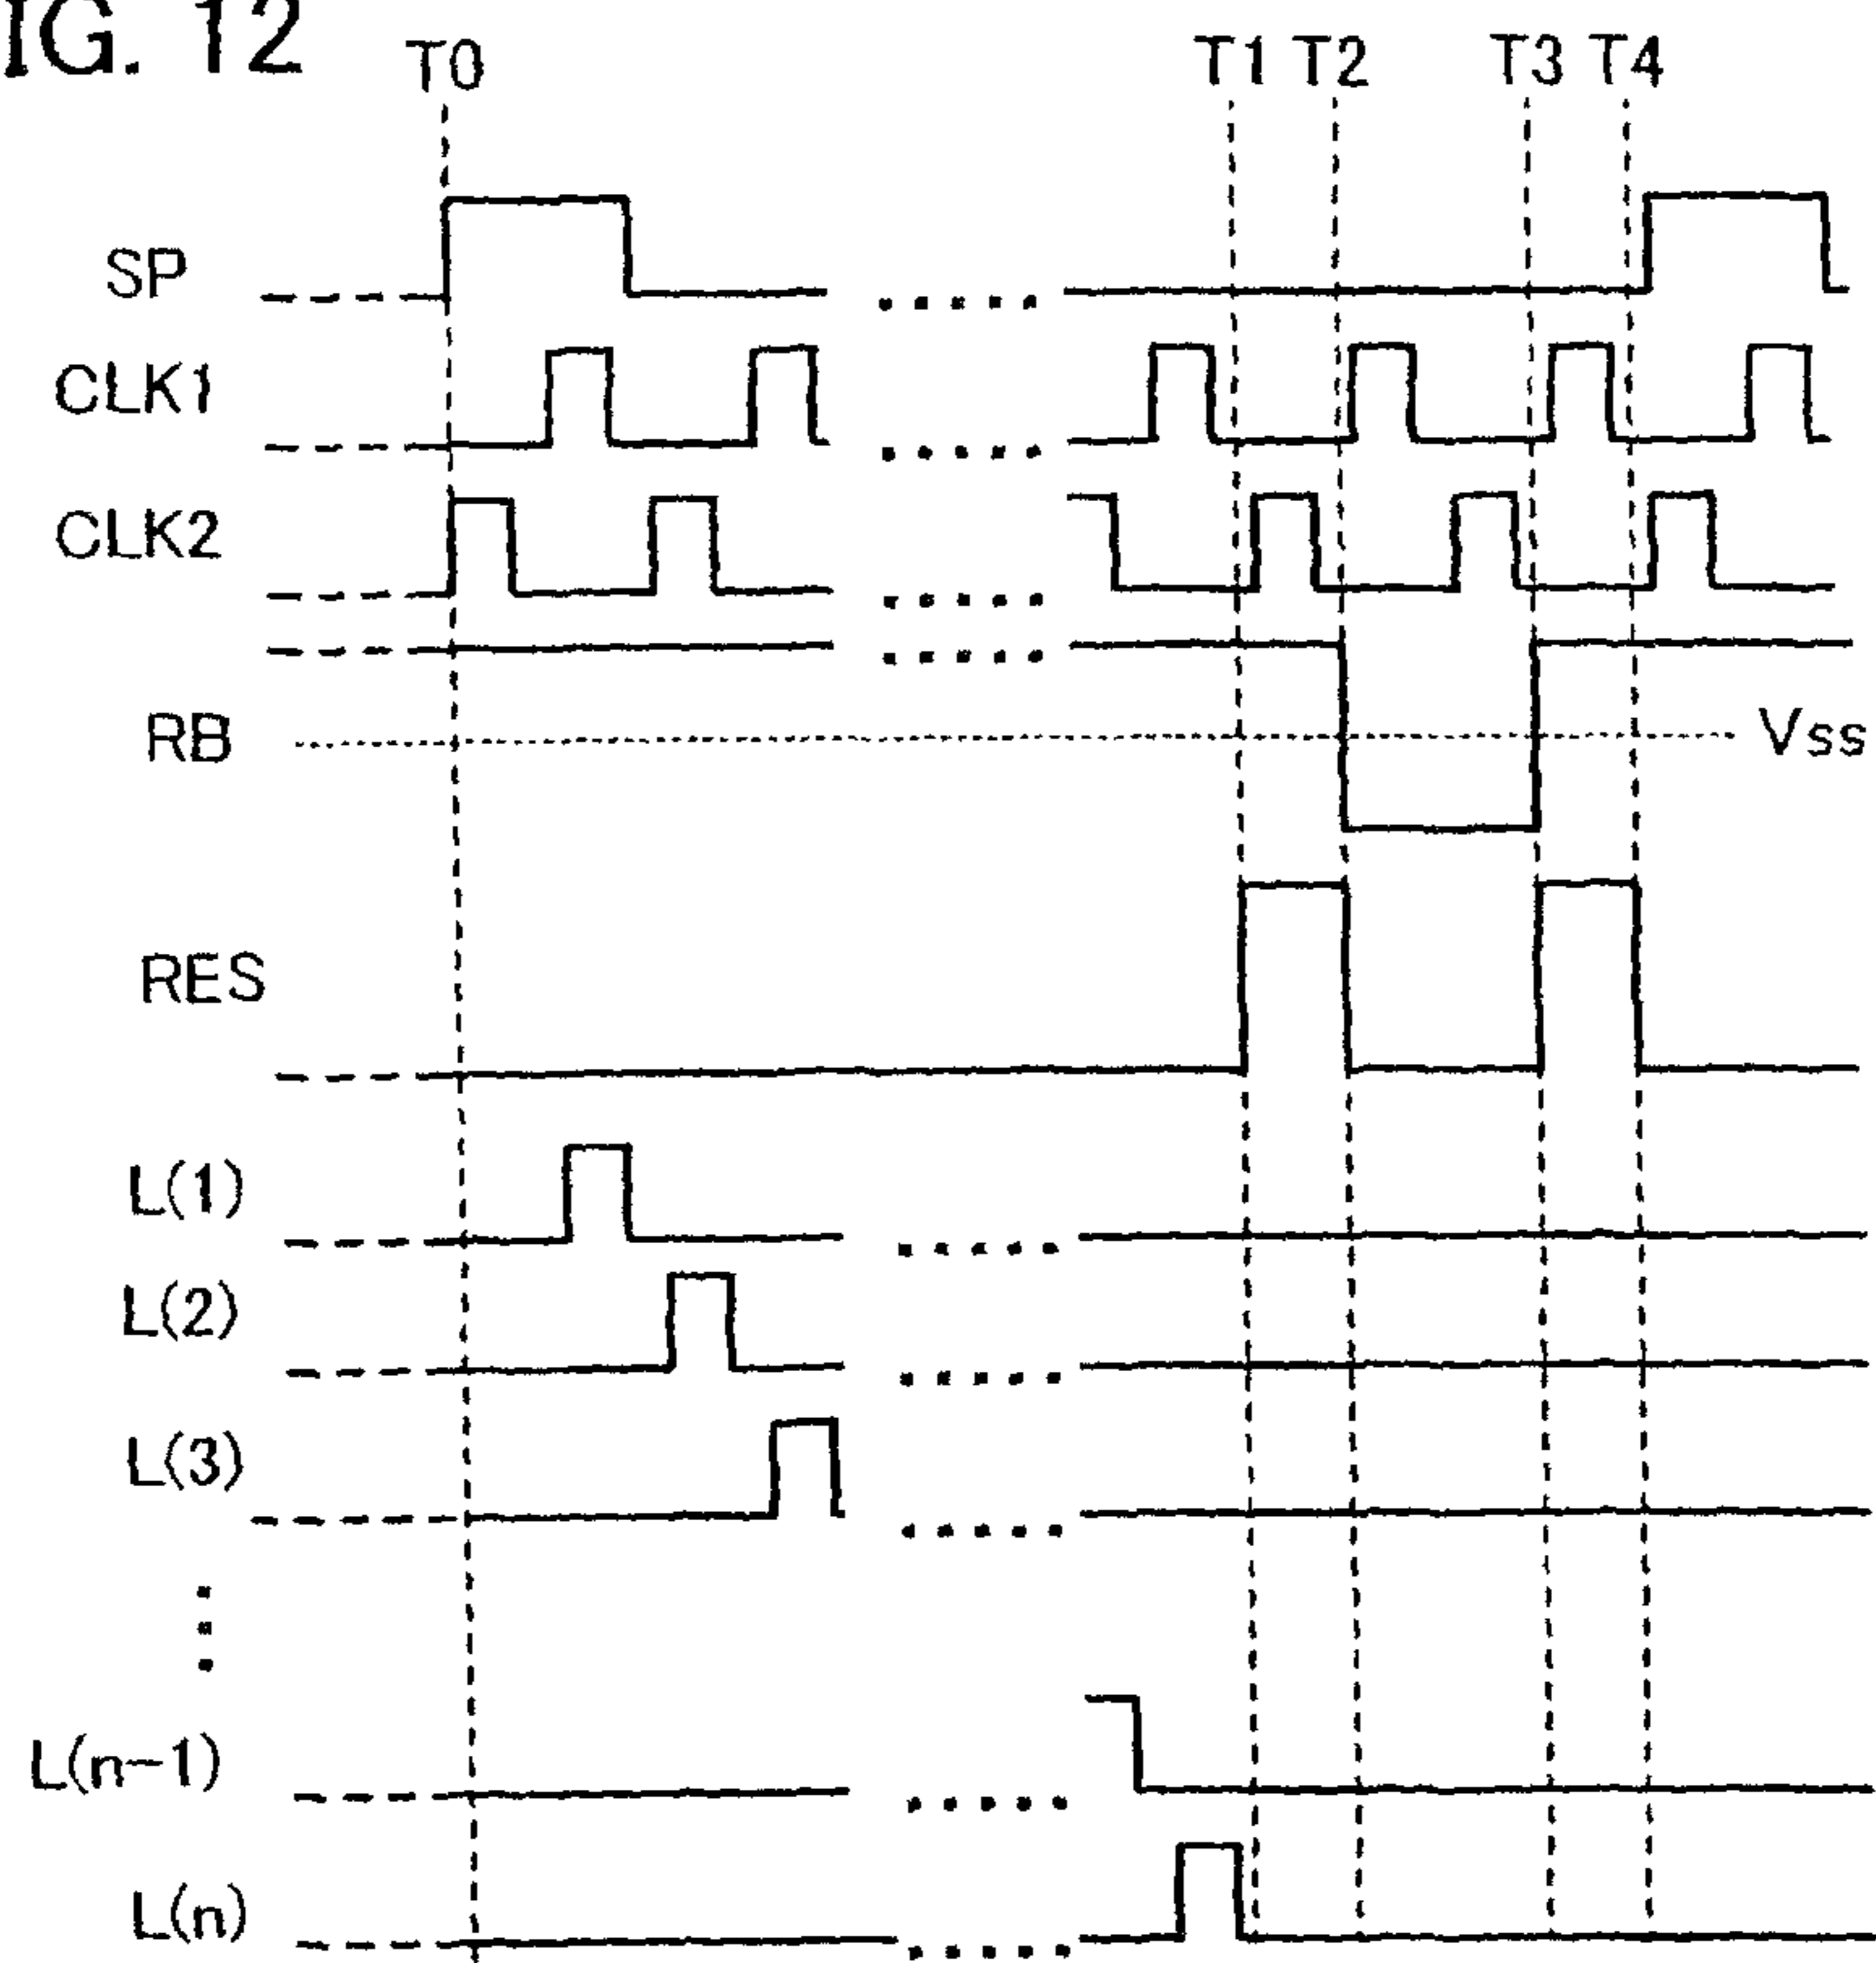 IG. 12
T0 T1 T2 T3 T4
SP
CLK1
CLK2
RB Vss
RES
L(1)
L(2)
L(3)
L(n-1)
L(n)